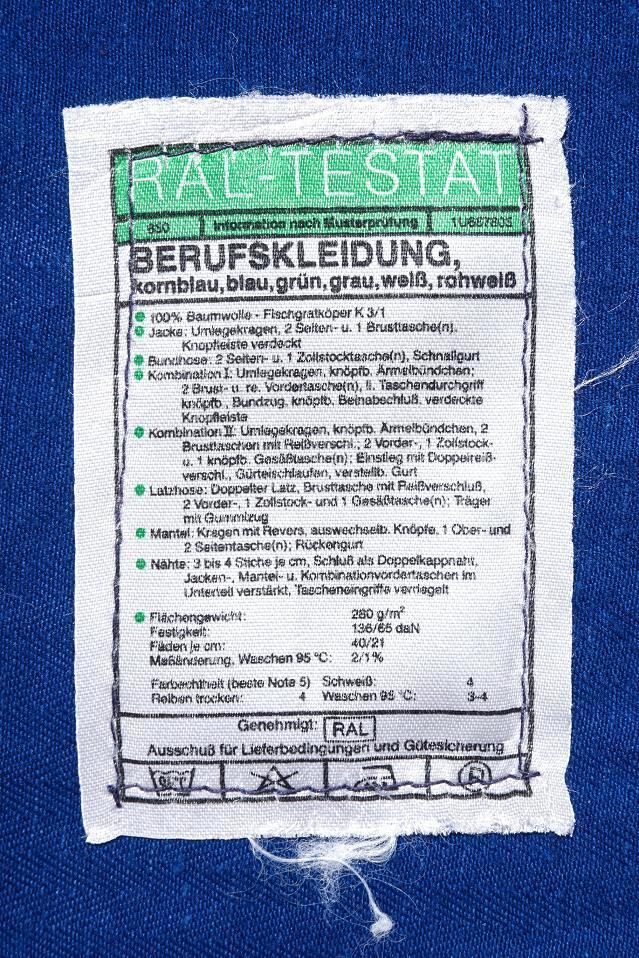 RAL-TESTAT
850 Information nach Musterprüfung
BERUFSKLEIDUNG,
kornblau, blau, grün, grau, weiß, rohweiß
100% Baumwolle - Fischgratköper K 3/1
Jacke: Umlegekragen, 2 Seiten- u. 1 Brusttasche(n),
Knopfleiste verdeckt
Bundhose: 2 Seiten- u. 1 Zollstocktasche(n), Schnallgurt
Kombination I: Umlegekragen, knöpfb. Ärmelbündchen;
2 Brust- u. re. Vordertasche(n), li. Taschendurchgriff
knöpfb., Bundzug, knöpfb. Beinabschluß, verdeckte
Knopfleiste
Kombination II: Umlegekragen, knöpfb. Ärmelbündchen, 2
Brusttaschen mit Reißverschl.; 2 Vorder-, 1 Zollstock-
u. 1 knöpfb. Gesäßtasche(n); Einstieg mit Doppelreiß-
verschl., Gürtelschlaufen, verstellb. Gurt
Latzhose: Doppelter Latz, Brusttasche mit Reißverschluß,
2 Vorder-, 1 Zollstock- und 1 Gesäßtasche(n); Träger
mit Gummizug
Mantel: Kragen mit Revers, auswechselb. Knöpfe, 1 Ober- und
2 Seitentasche(n); Rückengurt
Nähte: 3 bis 4 Stiche je cm, Schluß als Doppelkappnaht,
Jacken-, Mantel- u. Kombinationvordertaschen im
Unterteil verstärkt, Tascheneingriffe verriegelt
Flächengewicht: 280 g/m²
Festigkeit: 136/65 daN
Fäden je cm: 40/21
Maßänderung, Waschen 95 °C: 2/1%
Farbechtheit (beste Note 5) Schweiß: 4
Reiben trocken: 4 Waschen 95 °C: 3-4
Genehmigt: RAL
Ausschuß für Lieferbedingungen und Gütesicherung